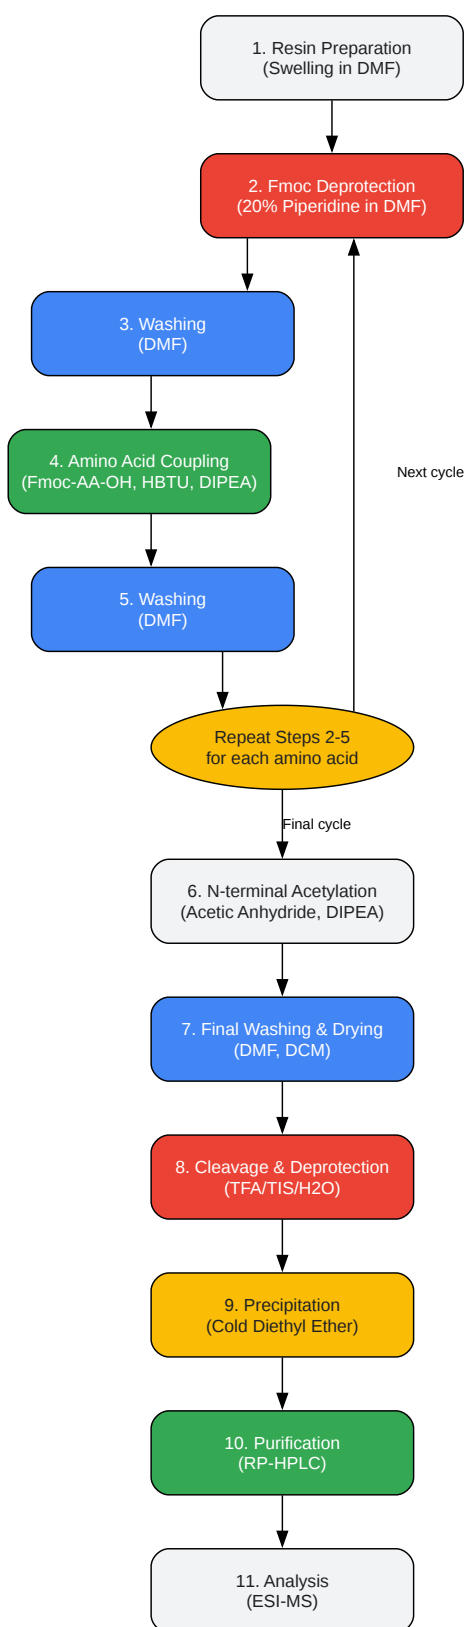 1. Resin Preparation
(Swelling in DMF)
2. Fmoc Deprotection
(20% Piperidine in DMF)
3. Washing
(DMF)
4. Amino Acid Coupling
(Fmoc-AA-OH, HBTU, DIPEA)
Next cycle
5. Washing
(DMF)
Repeat Steps 2-5
for each amino acid
Final cycle
6. N-terminal Acetylation
(Acetic Anhydride, DIPEA)
7. Final Washing & Drying
(DMF, DCM)
8. Cleavage & Deprotection
(TFA/TIS/H2O)
9. Precipitation
(Cold Diethyl Ether)
10. Purification
(RP-HPLC)
11. Analysis
(ESI-MS)